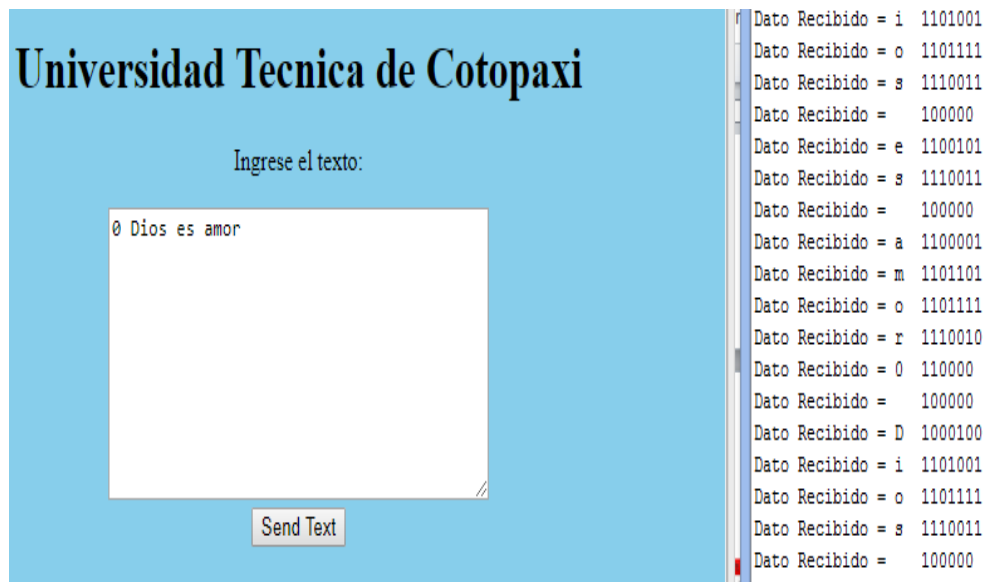 Universidad Tecnica de Cotopaxi
Ingrese el texto:
0 Dios es amor
Send Text
Dato Recibido = i 1101001
Dato Recibido = o 1101111
Dato Recibido = s 1110011
Dato Recibido = 100000
Dato Recibido = e 1100101
Dato Recibido = s 1110011
Dato Recibido = 100000
Dato Recibido = a 1100001
Dato Recibido = m 1101101
Dato Recibido = o 1101111
Dato Recibido = r 1110010
Dato Recibido = 0 110000
Dato Recibido = 100000
Dato Recibido = D 1000100
Dato Recibido = i 1101001
Dato Recibido = o 1101111
Dato Recibido = s 1110011
Dato Recibido = 100000